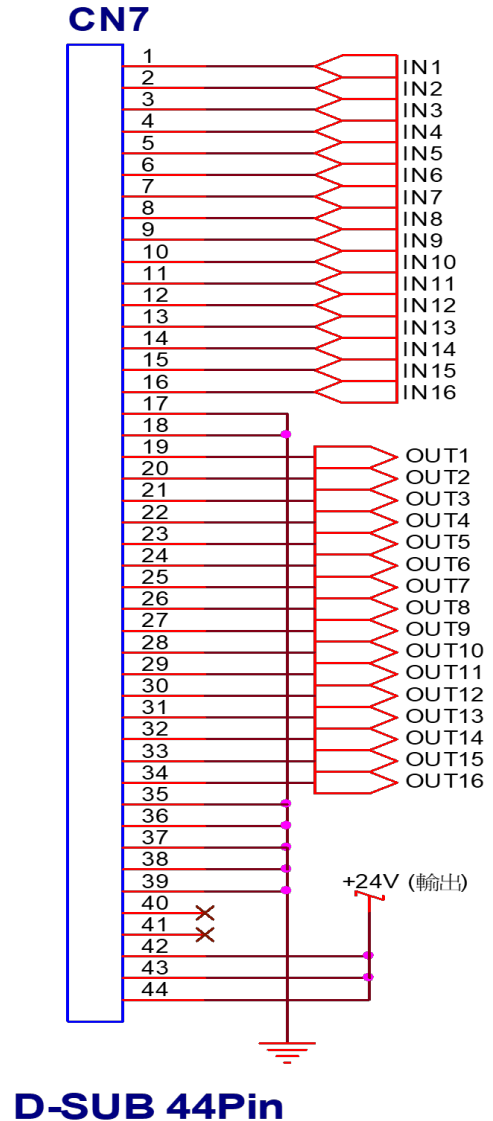 CN7
1
IN1
2
IN2
3
IN3
4
IN4
5
IN5
6
IN6
7
IN7
8
IN8
9
IN9
10
IN10
11
IN11
12
IN12
13
IN13
14
IN14
15
IN15
16
IN16
17
18
19
OUT1
20
OUT2
21
OUT3
22
OUT4
23
OUT5
24
OUT6
25
OUT7
26
OUT8
27
OUT9
28
OUT10
29
OUT11
30
OUT12
31
OUT13
32
OUT14
33
OUT15
34
OUT16
35
36
37
38
39
+24V (輸出)
40
41
42
43
44
D-SUB 44Pin